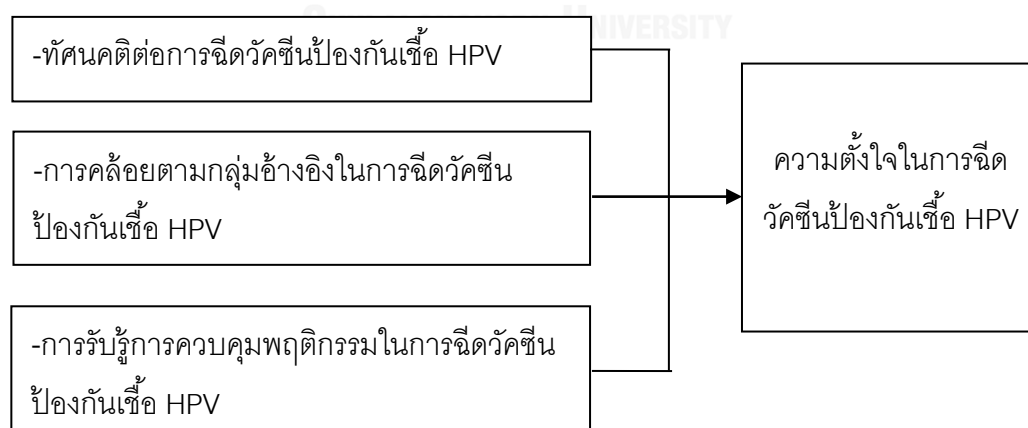 UNIVERSITY
-ทัศนคติต่อการฉีดวัคซีนป้องกันเชื้อ HPV
-การคล้อยตามกลุ่มอ้างอิงในการฉีดวัคซีน
ป้องกันเชื้อ HPV
-การรับรู้การควบคุมพฤติกรรมในการฉีดวัคซีน
ป้องกันเชื้อ HPV
ความตั้งใจในการฉีด
วัคซีนป้องกันเชื้อ HPV